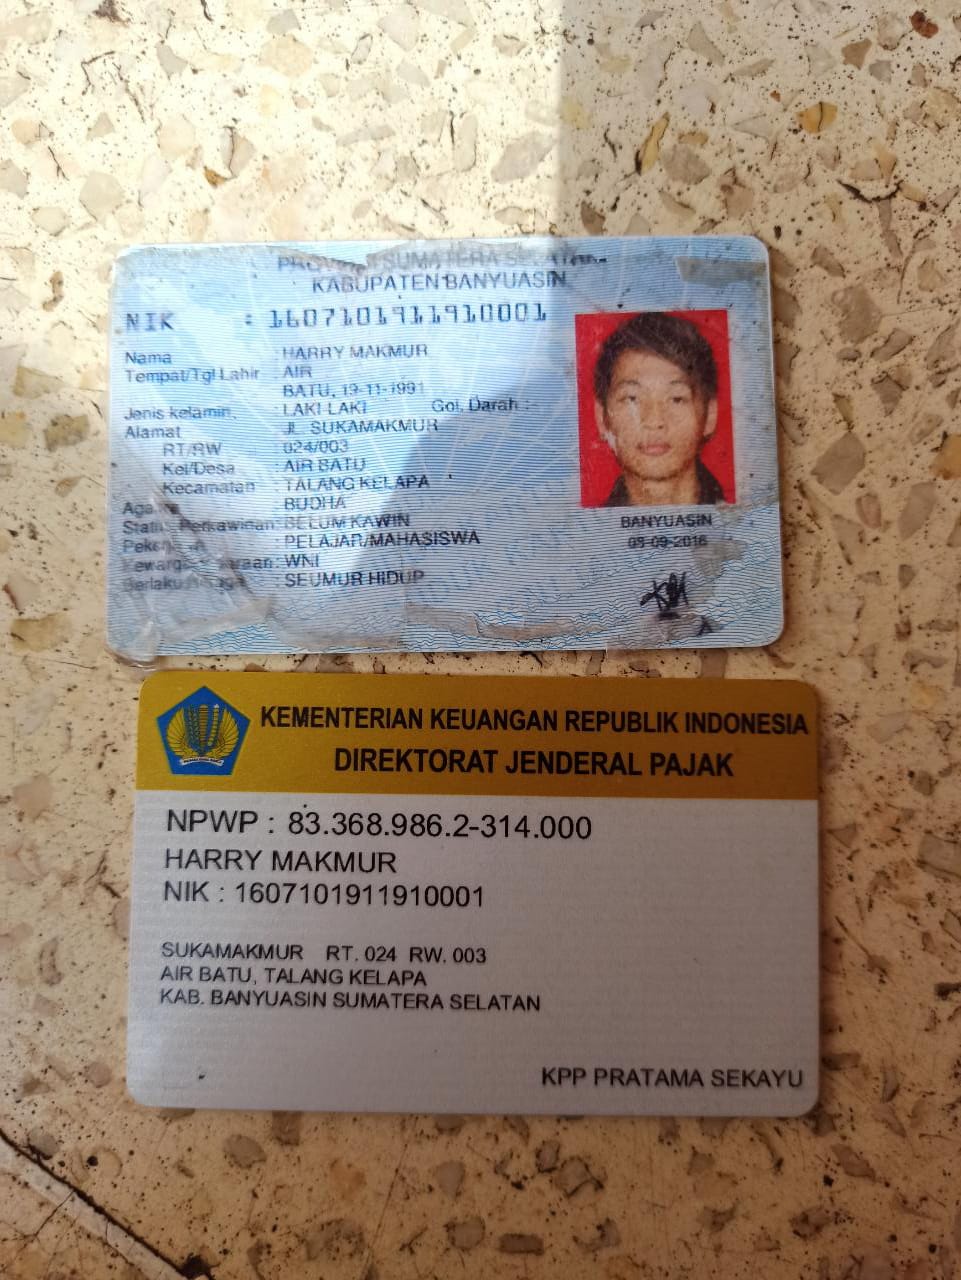 PROVINSI SUMATERA SELATAN
KABUPATEN BANYUASIN
NIK : 1607101911910001
Nama : HARRY MAKMUR
Tempat/Tgl Lahir : AIR
BATU, 19-11-1991
Jenis kelamin : LAKI LAKI Gol. Darah :
Alamat : JL. SUKAMAKMUR
RT/RW : 024/003
Kel/Desa : AIR BATU
Kecamatan : TALANG KELAPA
Agama : BUDHA
Status Perkawinan: BELUM KAWIN
Pekerjaan : PELAJAR/MAHASISWA
Kewarganegaraan: WNI
Berlaku Hingga : SEUMUR HIDUP
BANYUASIN
KEMENTERIAN KEUANGAN REPUBLIK INDONESIA
DIREKTORAT JENDERAL PAJAK
NPWP : 83.368.986.2-314.000
HARRY MAKMUR
NIK : 1607101911910001
SUKAMAKMUR RT. 024 RW. 003
AIR BATU, TALANG KELAPA
KAB. BANYUASIN SUMATERA SELATAN
KPP PRATAMA SEKAYU